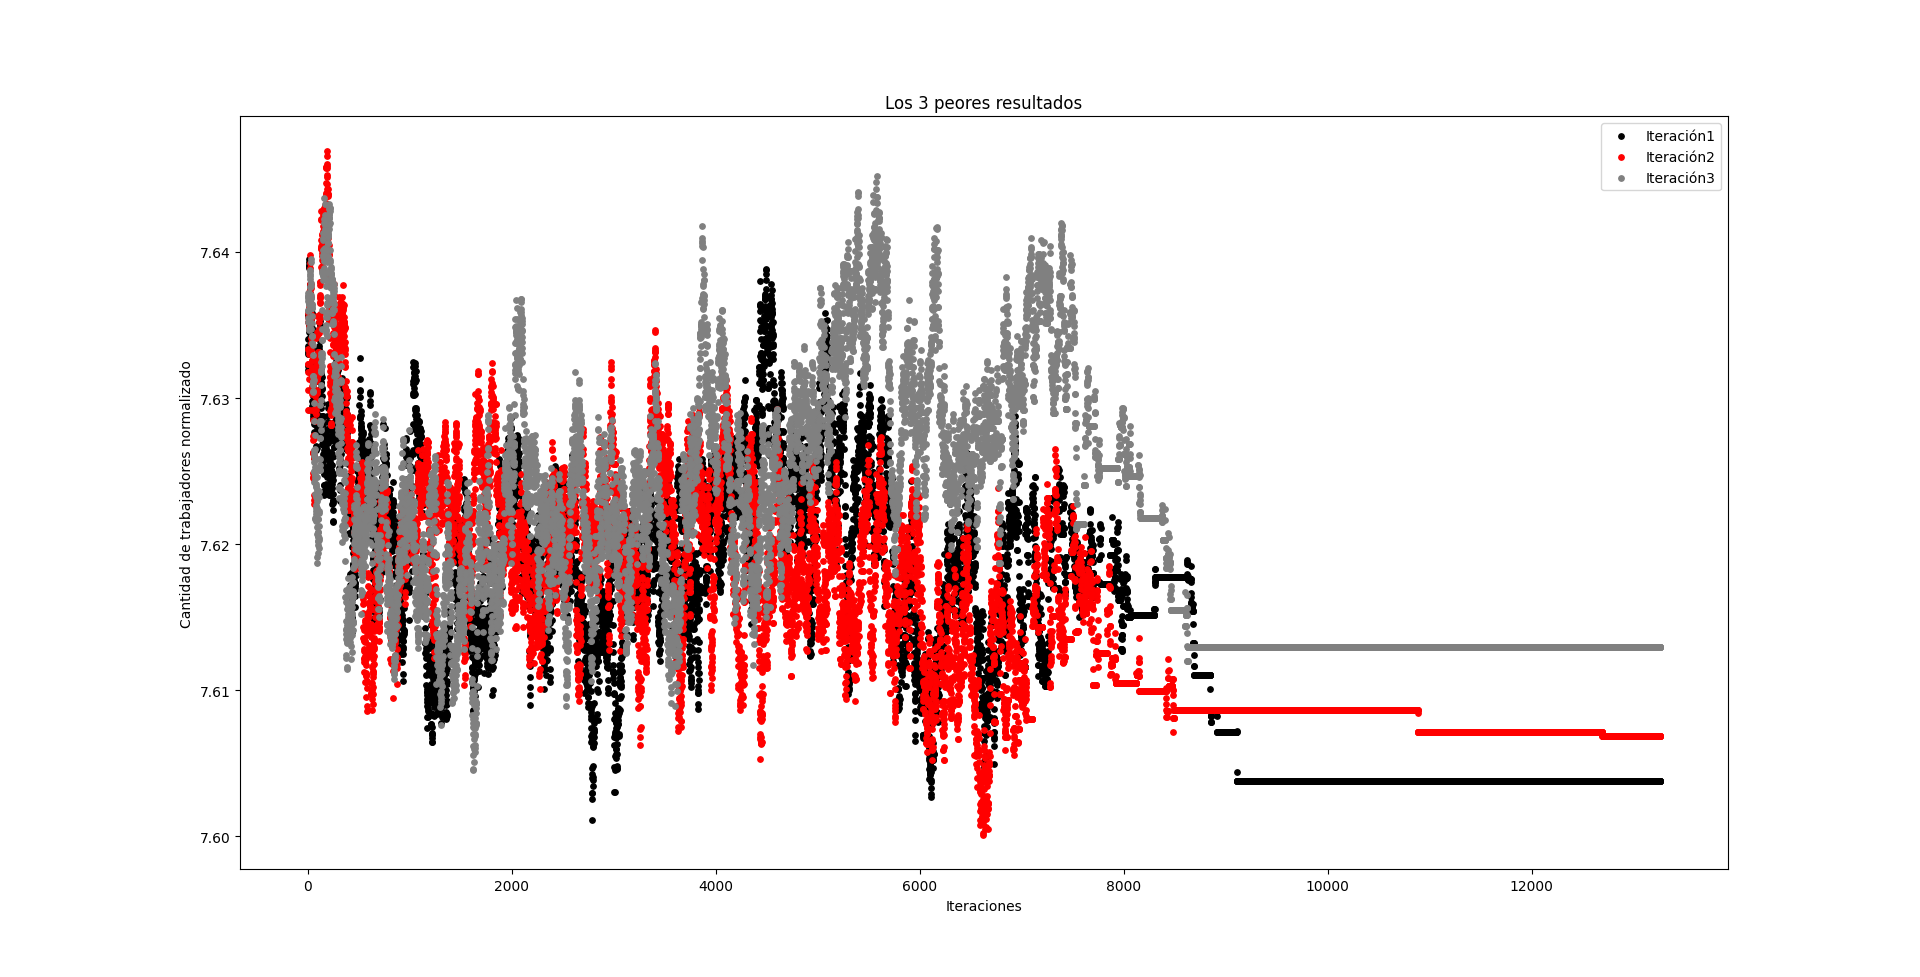 Los 3 peores resultados
Iteración1
Iteración2
Iteración3
Cantidad de trabajadores normalizado
7.64
7.63
7.62
7.61
7.60
0
2000
4000
6000
8000
10000
12000
Iteraciones